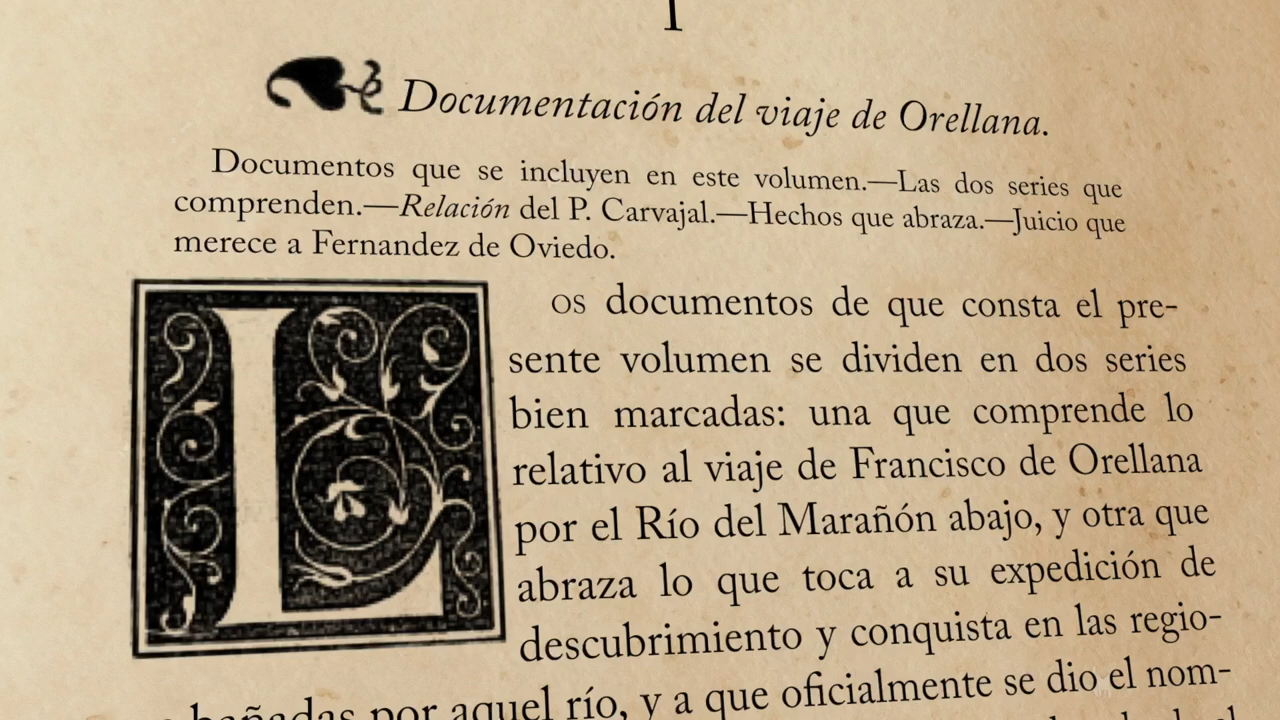 I
Documentación del viaje de Orellana.
Documentos que se incluyen en este volumen.—Las dos series que
comprenden.—Relación del P. Carvajal.—Hechos que abraza.—Juicio que
merece a Fernandez de Oviedo.
LOS documentos de que consta el pre-
sente volumen se dividen en dos series
bien marcadas: una que comprende lo
relativo al viaje de Francisco de Orellana
por el Río del Marañón abajo, y otra que
abraza lo que toca a su expedición de
descubrimiento y conquista en las regio-
bañadas por aquel río, y a que oficialmente se dio el nom-